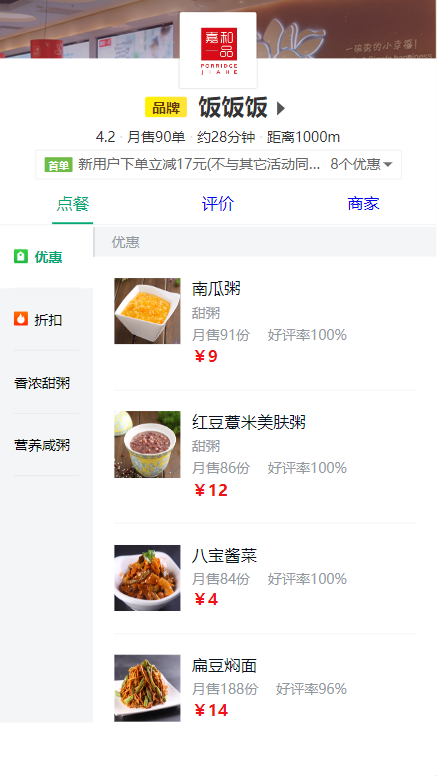 嘉和
一品
PORRIDGE
JIAHE
一碗粥的小幸福!
happiness
品牌 饭饭饭
4.2 · 月售90单 · 约28分钟 · 距离1000m
首单 新用户下单立减17元(不与其它活动同... 8个优惠
点餐 评价 商家
优惠
折扣
香浓甜粥
营养咸粥
优惠
南瓜粥
甜粥
月售91份 好评率100%
¥9
红豆薏米美肤粥
甜粥
月售86份 好评率100%
¥12
八宝酱菜
月售84份 好评率100%
¥4
扁豆焖面
月售188份 好评率96%
¥14